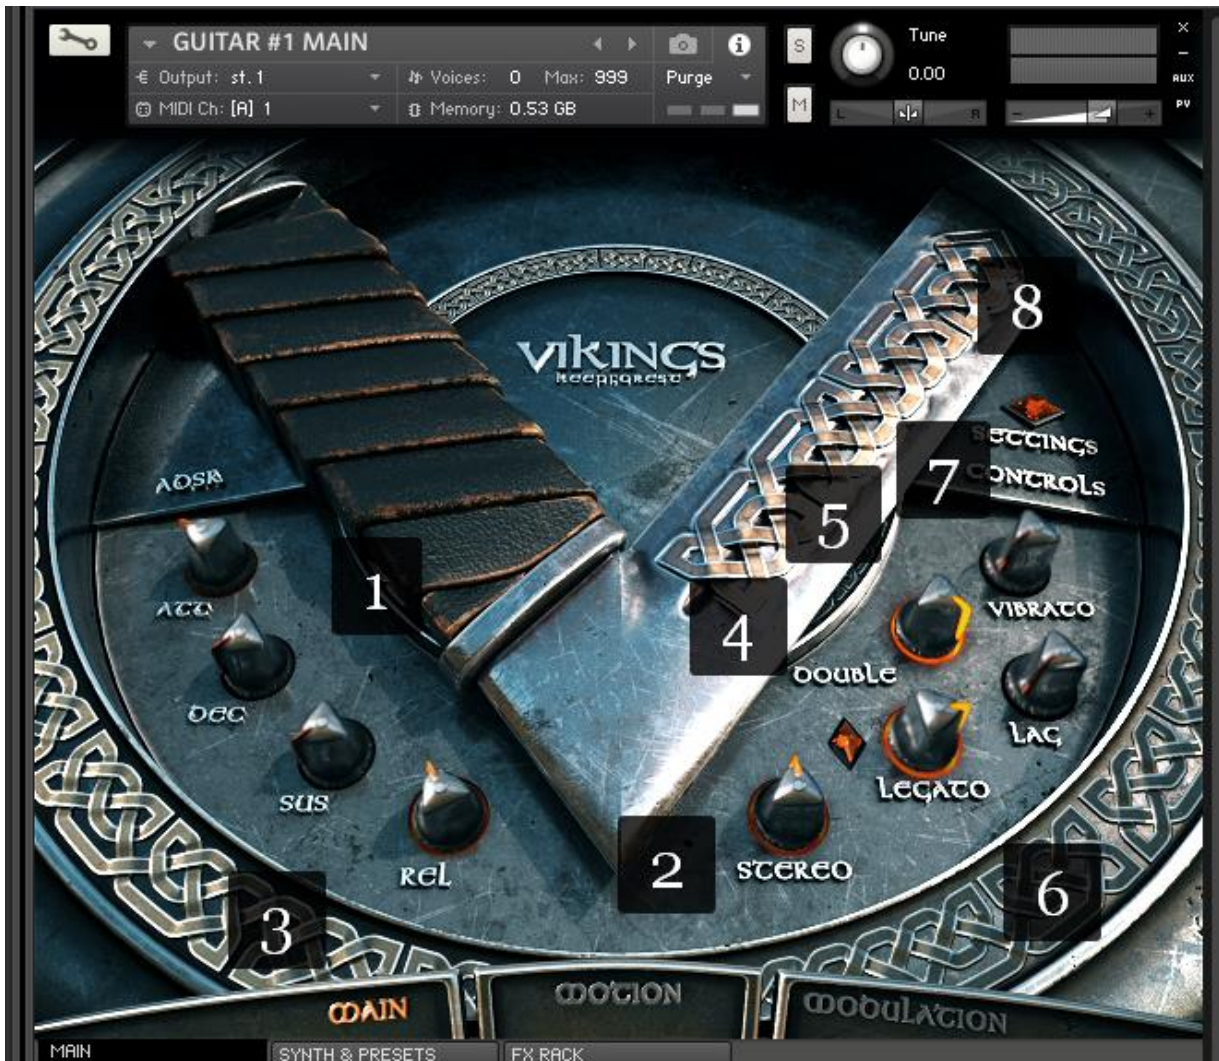 GUITAR #1 MAIN
Output: st.1
Voices: 0 Max: 999
Purge
MIDI Ch: [A] 1
Memory: 0.53 GB
S
M
Tune
0.00
L
R
-
+
×
-
AUX
PV
VIKINGS
KEEPFOREST
8
SETTINGS
7
CONTROLS
ADSR
5
1
4
ATT
VIBRATO
DOUBLE
DEC
LAG
SUS
LEGATO
REL
2
STEREO
6
3
MAIN
MOTION
MODULATION
MAIN
SYNTH & PRESETS
FX RACK